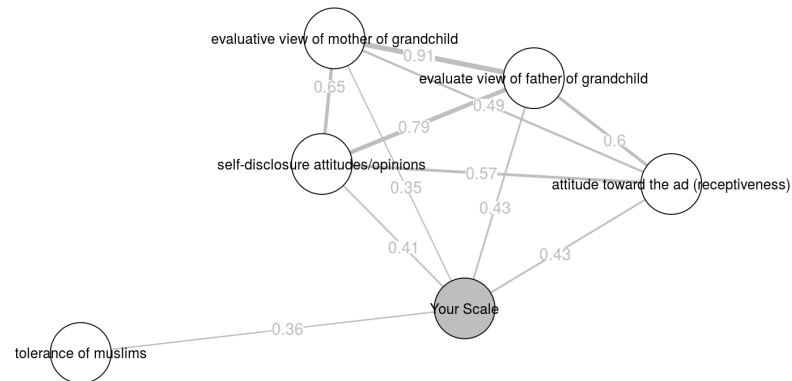 evaluative view of mother of grandchild
0.91
evaluate view of father of grandchild
0.65
0.49
0.79
0.6
self-disclosure attitudes/opinions
0.57
attitude toward the ad (receptiveness)
0.35
0.43
0.41
0.43
Your Scale
0.36
tolerance of muslims